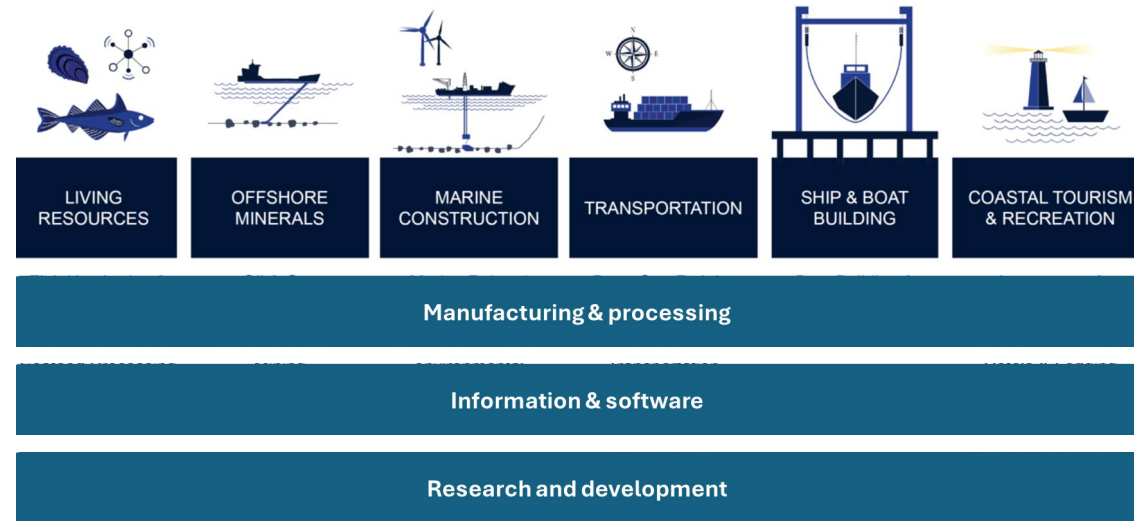 N
W E
S
LIVING
RESOURCES
OFFSHORE
MINERALS
MARINE
CONSTRUCTION
TRANSPORTATION
SHIP & BOAT
BUILDING
COASTAL TOURISM
& RECREATION
Manufacturing & processing
Information & software
Research and development